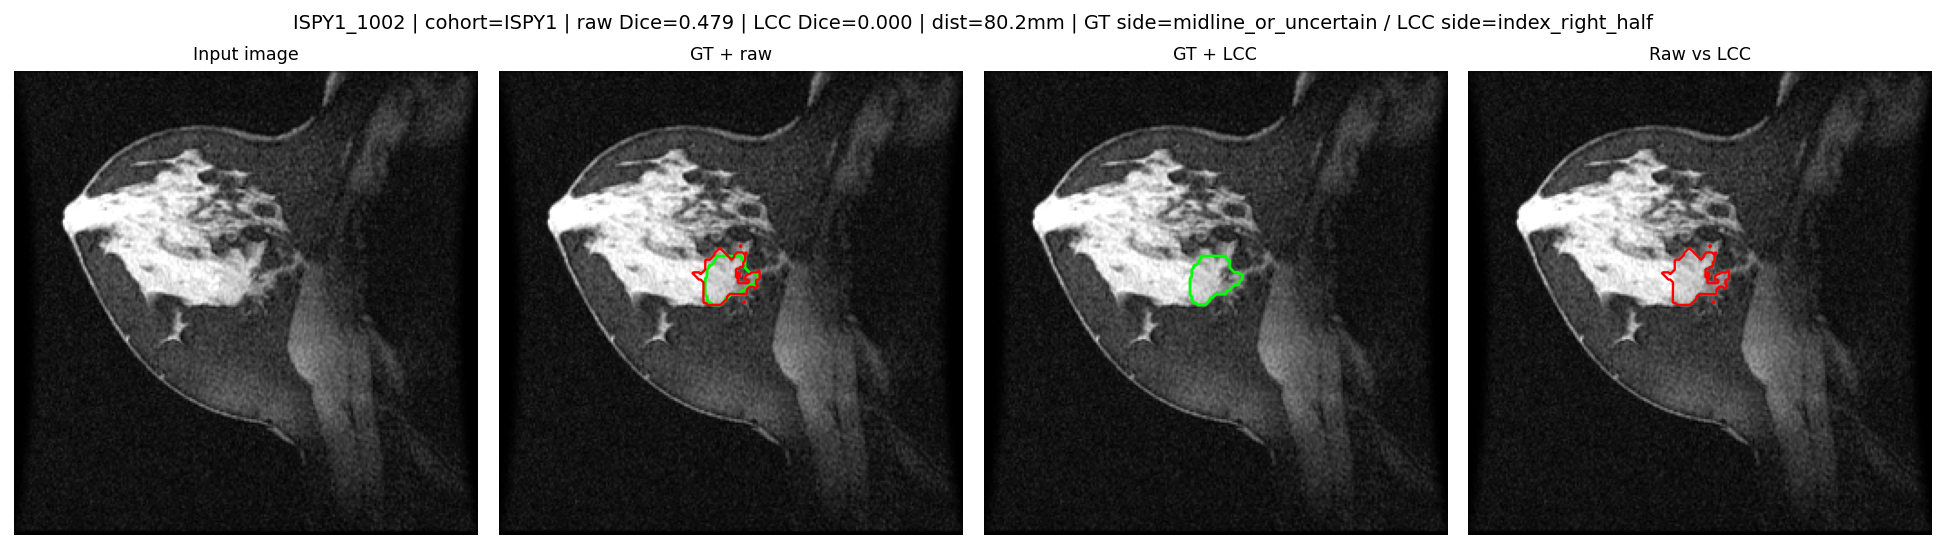 ISPY1_1002 | cohort=ISPY1 | raw Dice=0.479 | LCC Dice=0.000 | dist=80.2mm | GT side=midline_or_uncertain / LCC side=index_right_half
Input image
GT + raw
GT + LCC
Raw vs LCC